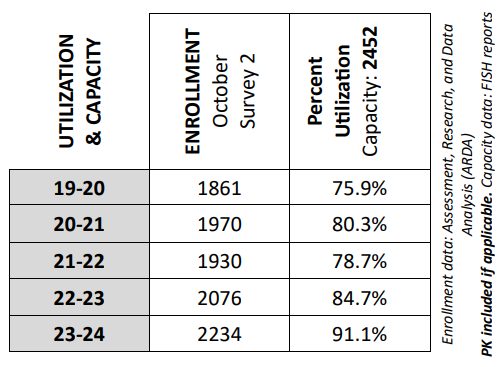 UTILIZATION
& CAPACITY
ENROLLMENT
October
Survey 2
Percent
Utilization
Capacity: 2452
19-20 1861 75.9%
20-21 1970 80.3%
21-22 1930 78.7%
22-23 2076 84.7%
23-24 2234 91.1%
Enrollment data: Assessment, Research, and Data
Analysis (ARDA)
PK included if applicable. Capacity data: FISH reports